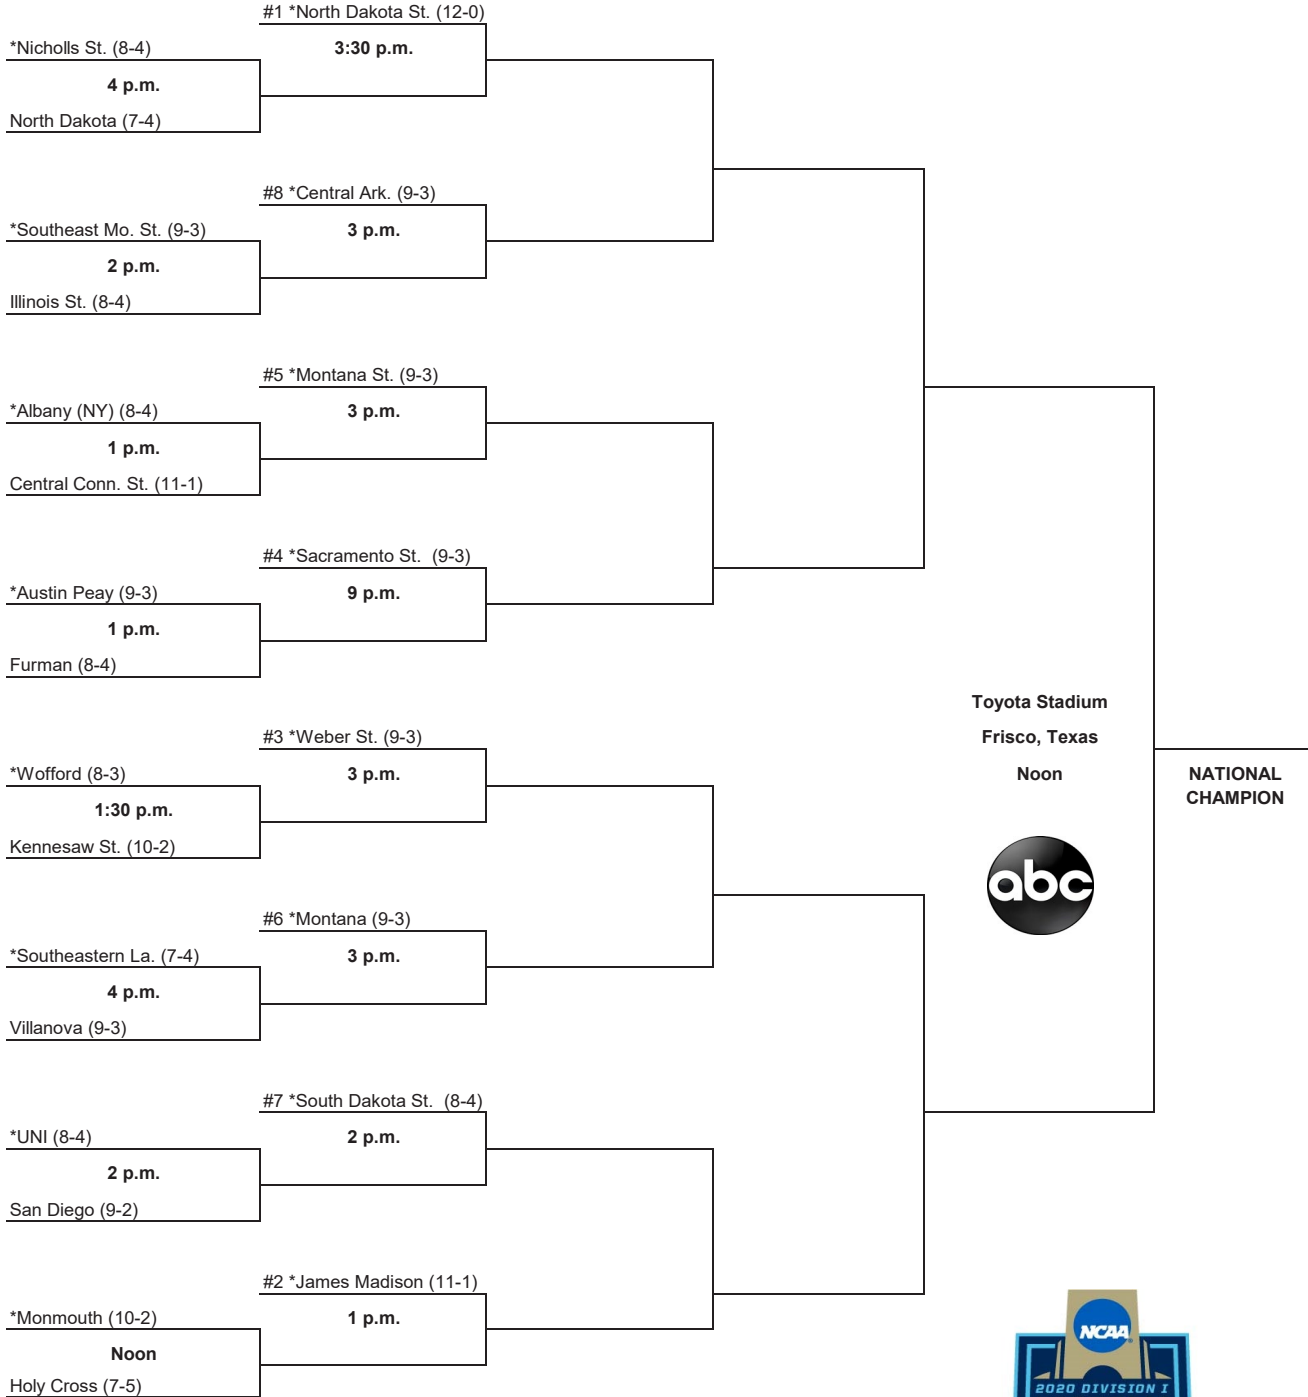 #1 *North Dakota St. (12-0)
*Nicholls St. (8-4)
3:30 p.m.
4 p.m.
North Dakota (7-4)
#8 *Central Ark. (9-3)
*Southeast Mo. St. (9-3)
3 p.m.
2 p.m.
Illinois St. (8-4)
#5 *Montana St. (9-3)
*Albany (NY) (8-4)
3 p.m.
1 p.m.
Central Conn. St. (11-1)
#4 *Sacramento St.  (9-3)
*Austin Peay (9-3)
9 p.m.
1 p.m.
Furman (8-4)
#3 *Weber St. (9-3)
*Wofford (8-3)
3 p.m.
1:30 p.m.
Kennesaw St. (10-2)
#6 *Montana (9-3)
*Southeastern La. (7-4)
3 p.m.
4 p.m.
Villanova (9-3)
#7 *South Dakota St.  (8-4)
*UNI (8-4)
2 p.m.
2 p.m.
San Diego (9-2)
#2 *James Madison (11-1)
*Monmouth (10-2)
1 p.m.
Noon
Holy Cross (7-5)
Toyota Stadium
Frisco, Texas
Noon
abc
NATIONAL
CHAMPION
NCAA
2020 DIVISION I